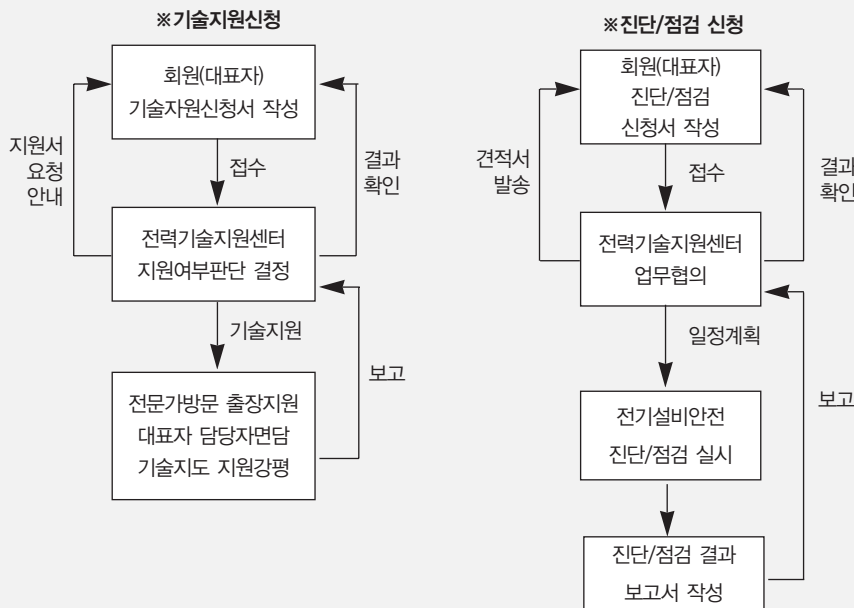 ※기술지원신청
회원(대표자)
기술자원신청서 작성
지원서
요청
안내
접수
결과
확인
전력기술지원센터
지원여부판단 결정
기술지원
보고
전문가방문 출장지원
대표자 담당자면담
기술지도 지원강평
※진단/점검 신청
회원(대표자)
진단/점검
신청서 작성
견적서
발송
접수
결과
확인
전력기술지원센터
업무협의
일정계획
보고
전기설비안전
진단/점검 실시
진단/점검 결과
보고서 작성